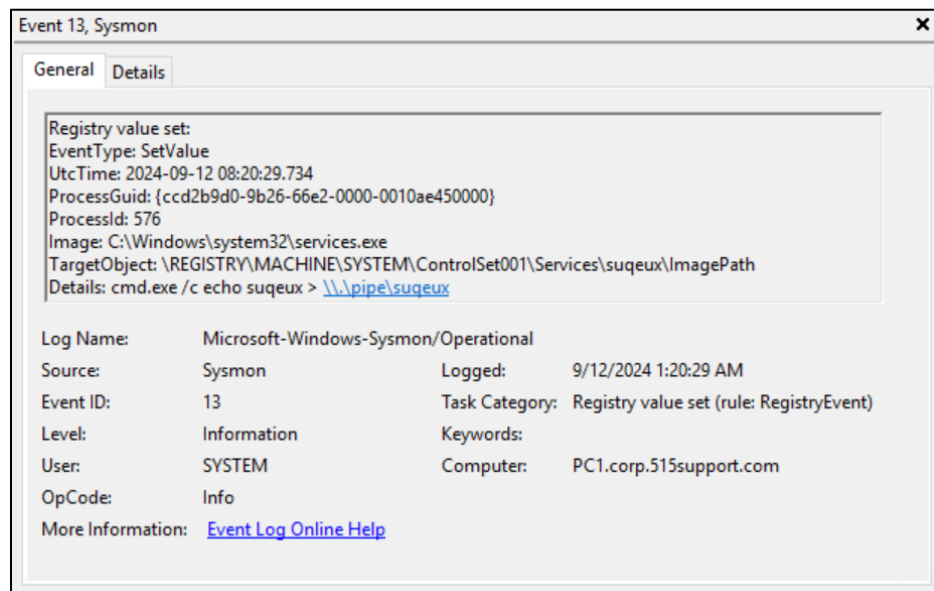 Event 13, Sysmon
General Details
Registry value set:
EventType: SetValue
UtcTime: 2024-09-12 08:20:29.734
ProcessGuid: {ccd2b9d0-9b26-66e2-0000-0010ae450000}
ProcessId: 576
Image: C:\Windows\system32\services.exe
TargetObject: \REGISTRY\MACHINE\SYSTEM\ControlSet001\Services\suqeux\ImagePath
Details: cmd.exe /c echo suqeux > \\.\pipe\suqeux
Log Name: Microsoft-Windows-Sysmon/Operational
Source: Sysmon Logged: 9/12/2024 1:20:29 AM
Event ID: 13 Task Category: Registry value set (rule: RegistryEvent)
Level: Information Keywords:
User: SYSTEM Computer: PC1.corp.515support.com
OpCode: Info
More Information: Event Log Online Help